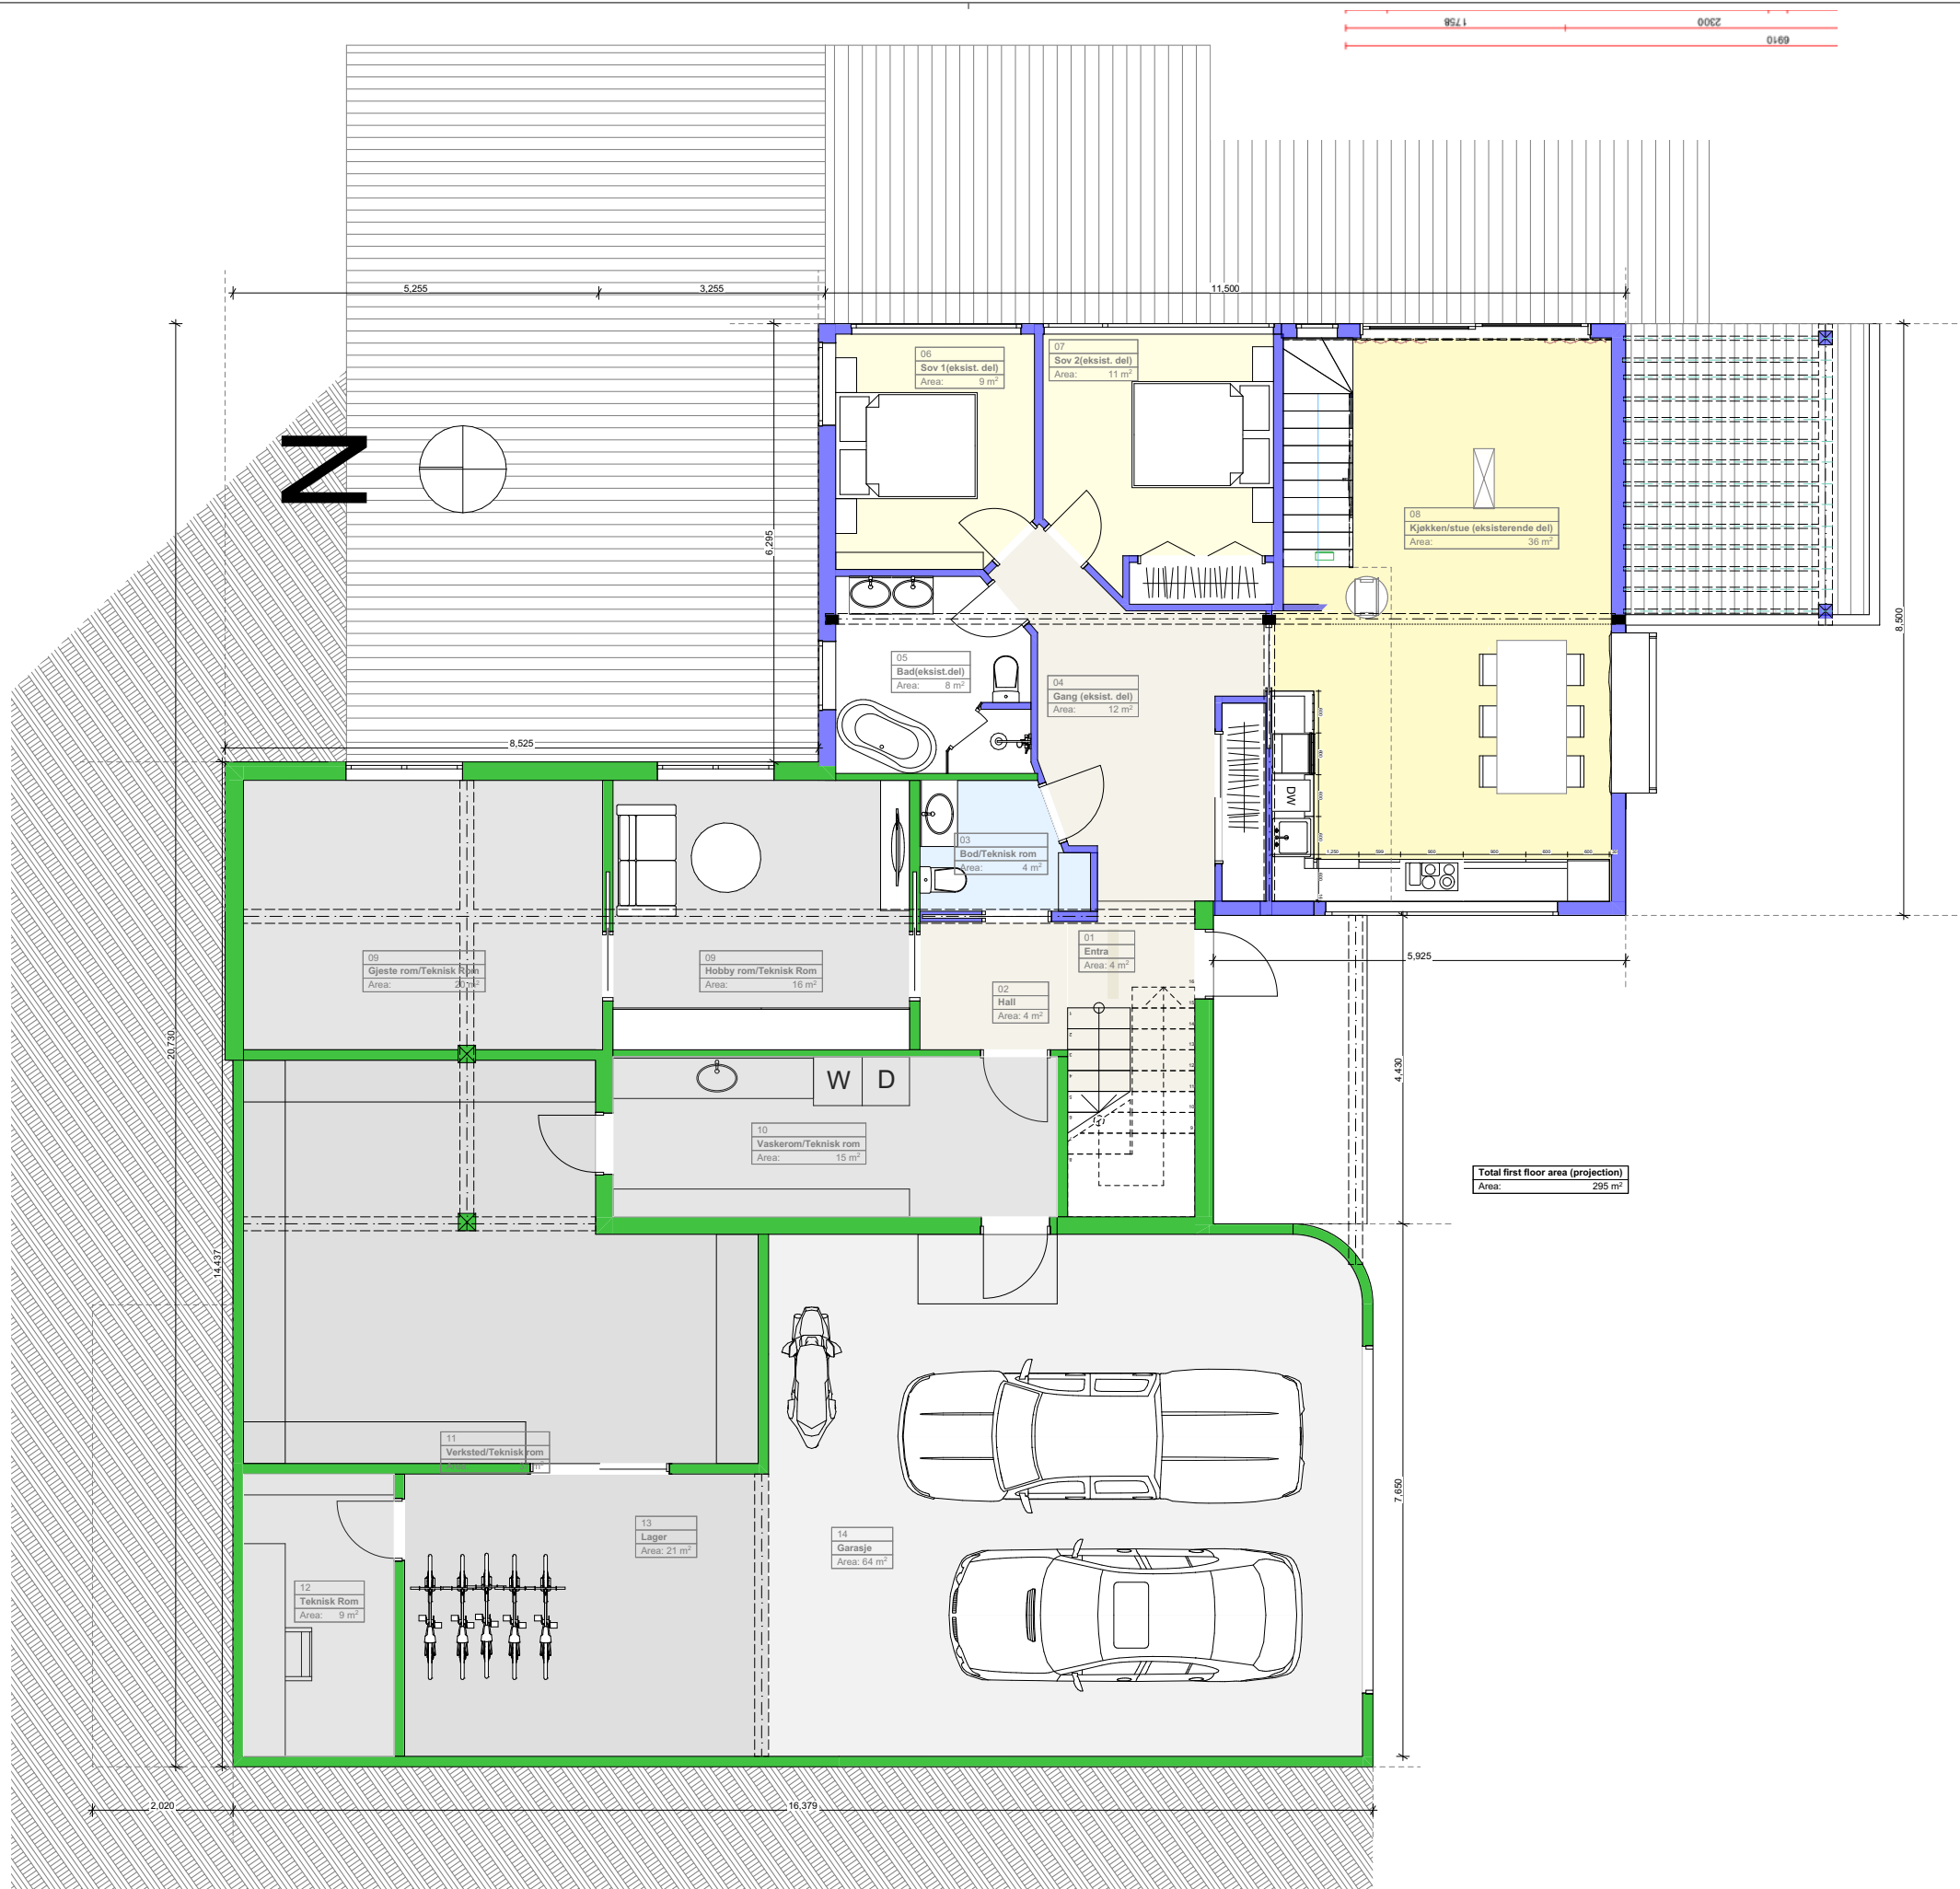 1758
2300
6910
5,255
3,255
11,500
N
06
Sov 1(eksist. del)
Area: 9 m²
07
Sov 2(eksist. del)
Area: 11 m²
08
Kjøkken/stue (eksisterende del)
Area: 36 m²
6,295
8,500
05
Bad(eksist.del)
Area: 8 m²
04
Gang (eksist. del)
Area: 12 m²
8,525
DW
03
Bod/Teknisk rom
Area: 4 m²
09
Gjeste rom/Teknisk Rom
Area: 20 m²
09
Hobby rom/Teknisk Rom
Area: 16 m²
01
Entra
Area: 4 m²
02
Hall
Area: 4 m²
5,925
20,730
4,430
W D
10
Vaskerom/Teknisk rom
Area: 15 m²
Total first floor area (projection)
Area: 295 m²
14,437
11
Verksted/Teknisk rom
7,650
13
Lager
Area: 21 m²
14
Garasje
Area: 64 m²
12
Teknisk Rom
Area: 9 m²
2,020
16,379